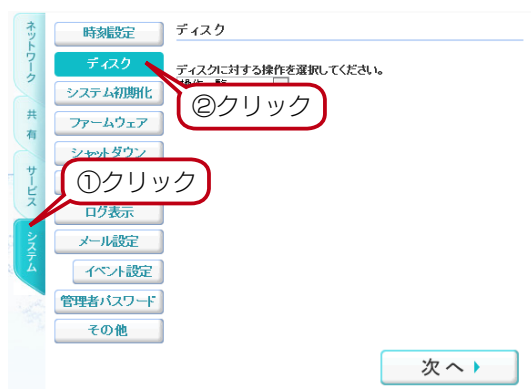 ネットワーク
共有
サービス
システム
時刻設定
ディスク
システム初期化
ファームウェア
シャットダウン
ログ表示
メール設定
イベント設定
管理者パスワード
その他
ディスク
ディスクに対する操作を選択してください。
②クリック
①クリック
次へ